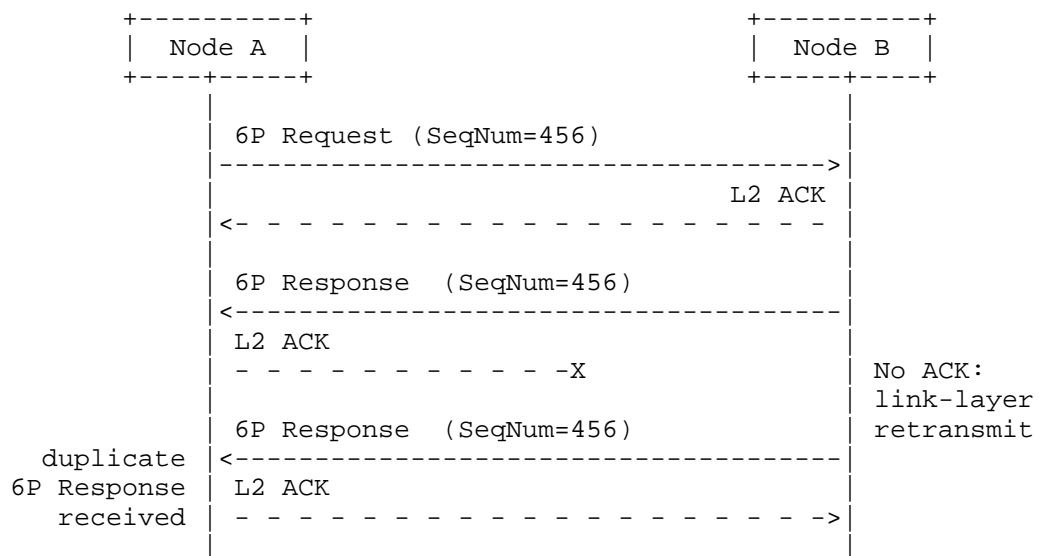 Node A
Node B
6P Request (SeqNum=456)
L2 ACK
6P Response (SeqNum=456)
L2 ACK
X
No ACK:
link-layer
retransmit
6P Response (SeqNum=456)
duplicate
6P Response
received
L2 ACK